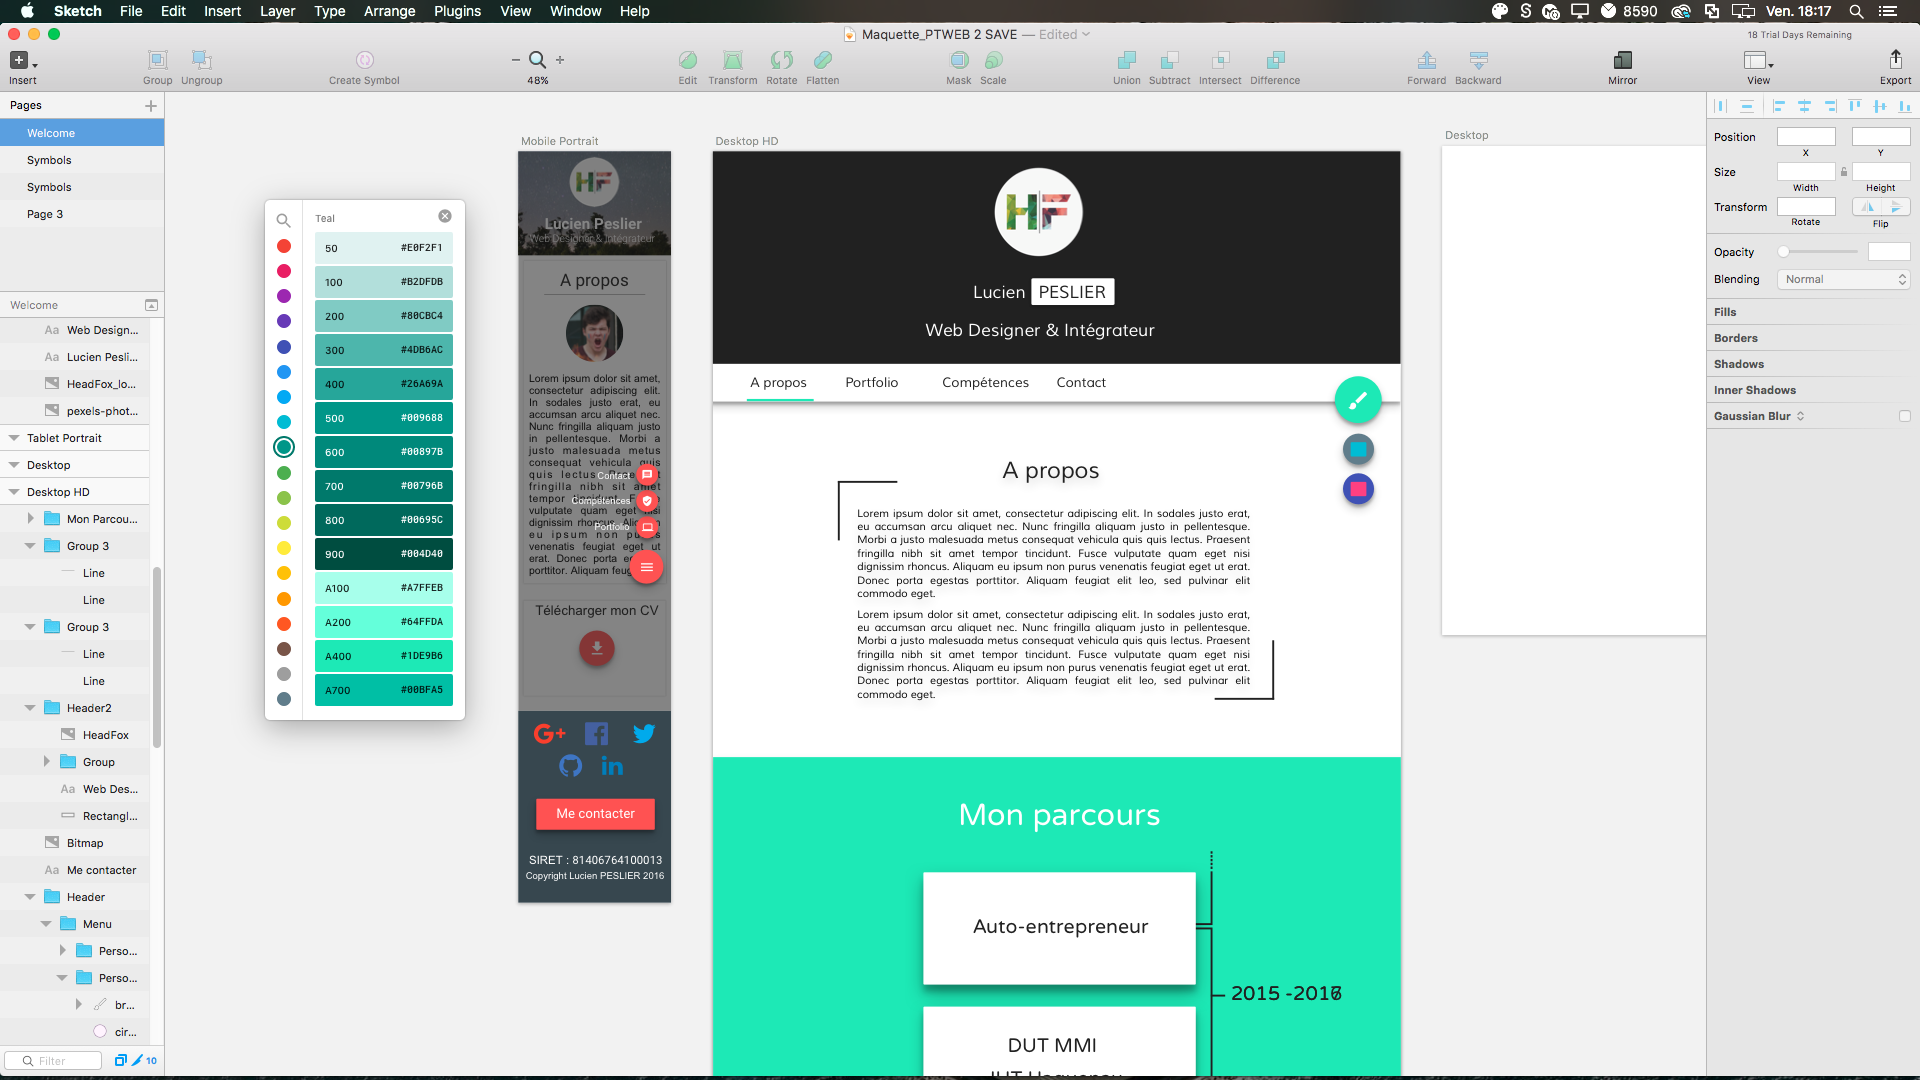 Sketch File Edit Insert Layer Type Arrange Plugins View Window Help
8590 Ven. 18:17
Maquette_PTWEB 2 SAVE — Edited
18 Trial Days Remaining
Insert Group Ungroup Create Symbol 48% Edit Transform Rotate Flatten Mask Scale Union Subtract Intersect Difference Forward Backward Mirror View Export
Pages
Welcome
Symbols
Symbols
Page 3
Welcome
Aa Web Design...
Aa Lucien Pesli...
HeadFox_lo...
pexels-phot...
Tablet Portrait
Desktop
Desktop HD
Mon Parcou...
Group 3
Line
Line
Group 3
Line
Line
Header2
HeadFox
Group
Aa Web Des...
Rectangl...
Bitmap
Aa Me contacter
Header
Menu
Perso...
Perso...
br...
cir...
Filter
10
Teal
50 #E0F2F1
100 #B2DFDB
200 #80CBC4
300 #4DB6AC
400 #26A69A
500 #009688
600 #00897B
700 #00796B
800 #00695C
900 #004D40
A100 #A7FFEB
A200 #64FFDA
A400 #1DE9B6
A700 #00BFA5
Mobile Portrait
HF
Lucien Peslier
Web Designer & Intégrateur
A propos
Lorem ipsum dolor sit amet,
consectetur adipiscing elit.
In sodales justo erat, eu
accumsan arcu aliquet nec.
Nunc fringilla aliquam justo
in pellentesque. Morbi a
justo malesuada metus
consequat vehicula quis
quis lectus.
Contact
fringilla nibh sit amet
tempor
Compétences
dignissim rhoncus.
Portfolio
eu ipsum non
venenatis feugiat eget ut
erat. Donec porta
porttitor. Aliquam
Télécharger mon CV
G+
in
Me contacter
SIRET : 81406764100013
Copyright Lucien PESLIER 2016
Desktop HD
HF
Lucien PESLIER
Web Designer & Intégrateur
A propos Portfolio Compétences Contact
A propos
Lorem ipsum dolor sit amet, consectetur adipiscing elit. In sodales justo erat,
eu accumsan arcu aliquet nec. Nunc fringilla aliquam justo in pellentesque.
Morbi a justo malesuada metus consequat vehicula quis quis lectus. Praesent
fringilla nibh sit amet tempor tincidunt. Fusce vulputate quam eget nisi
dignissim rhoncus. Aliquam eu ipsum non purus venenatis feugiat eget ut erat.
Donec porta egestas porttitor. Aliquam feugiat elit leo, sed pulvinar elit
commodo eget.
Lorem ipsum dolor sit amet, consectetur adipiscing elit. In sodales justo erat,
eu accumsan arcu aliquet nec. Nunc fringilla aliquam justo in pellentesque.
Morbi a justo malesuada metus consequat vehicula quis quis lectus. Praesent
fringilla nibh sit amet tempor tincidunt. Fusce vulputate quam eget nisi
dignissim rhoncus. Aliquam eu ipsum non purus venenatis feugiat eget ut erat.
Donec porta egestas porttitor. Aliquam feugiat elit leo, sed pulvinar elit
commodo eget.
Mon parcours
Auto-entrepreneur
2015 -
DUT MMI
Desktop
Position X Y
Size Width Height
Transform Rotate Flip
Opacity
Blending Normal
Fills
Borders
Shadows
Inner Shadows
Gaussian Blur